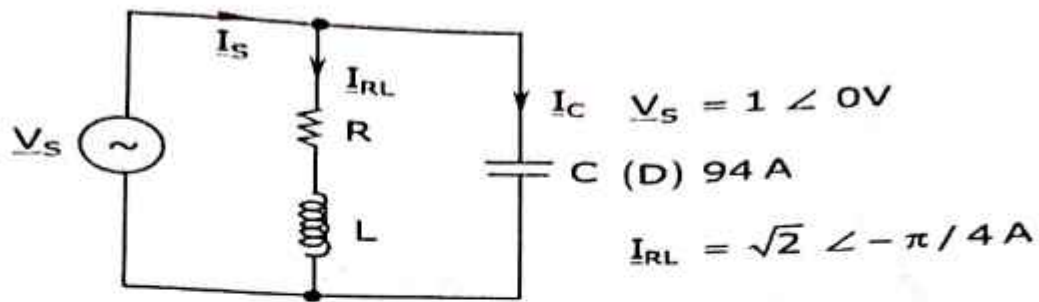 I_S
I_RL
V_S
R
I_C V_S = 1 ∠ 0V
C (D) 94 A
L
I_RL = √2 ∠ -π / 4 A